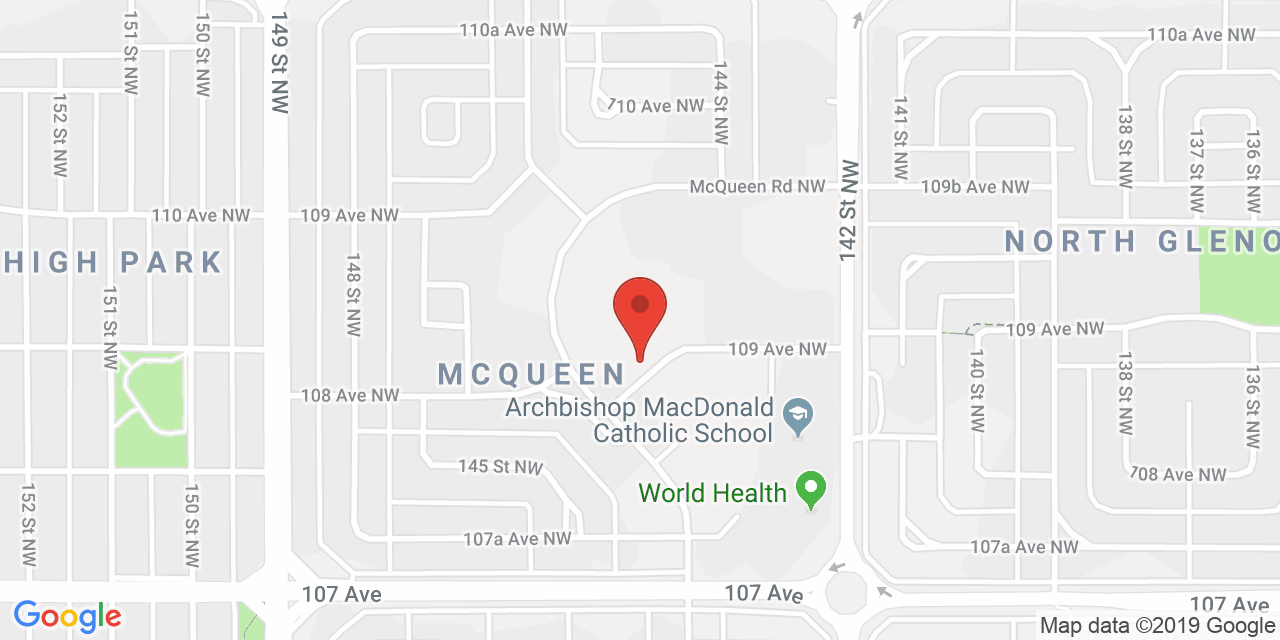 151 St NW
150 St NW
149 St NW
110a Ave NW
110a Ave NW
152 St NW
144 St NW
710 Ave NW
141 St NW
138 St NW
137 St NW
136 St NW
McQueen Rd NW
109b Ave NW
110 Ave NW
109 Ave NW
142 St NW
HIGH PARK
NORTH GLENO
151 St NW
148 St NW
109 Ave NW
109 Ave NW
MCQUEEN
140 St NW
138 St NW
136 St NW
108 Ave NW
Archbishop MacDonald
Catholic School
145 St NW
708 Ave NW
World Health
152 St NW
150 St NW
107a Ave NW
107a Ave NW
107 Ave
107 Ave
107 Ave
Google
Map data ©2019 Google